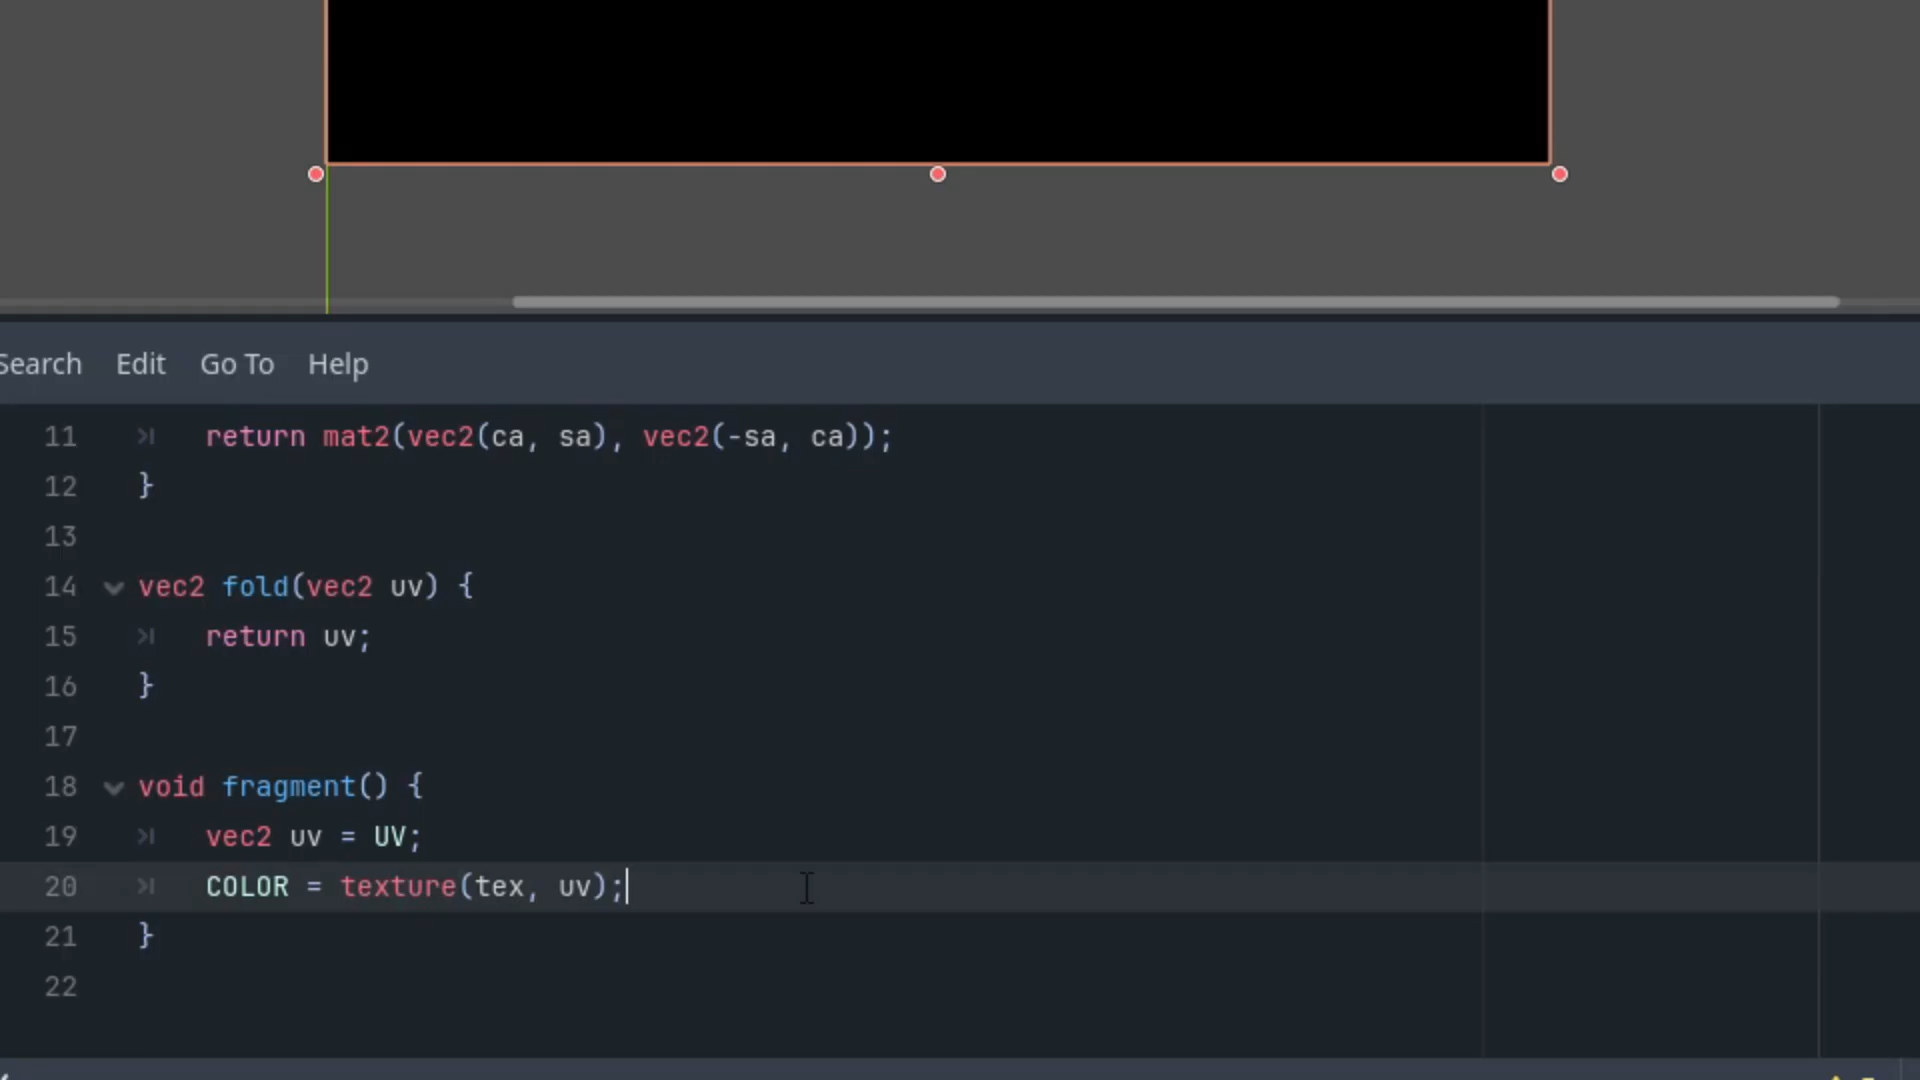 Search Edit Go To Help
11 return mat2(vec2(ca, sa), vec2(-sa, ca));
12 }
13
14 vec2 fold(vec2 uv) {
15 return uv;
16 }
17
18 void fragment() {
19 vec2 uv = UV;
20 COLOR = texture(tex, uv);
21 }
22